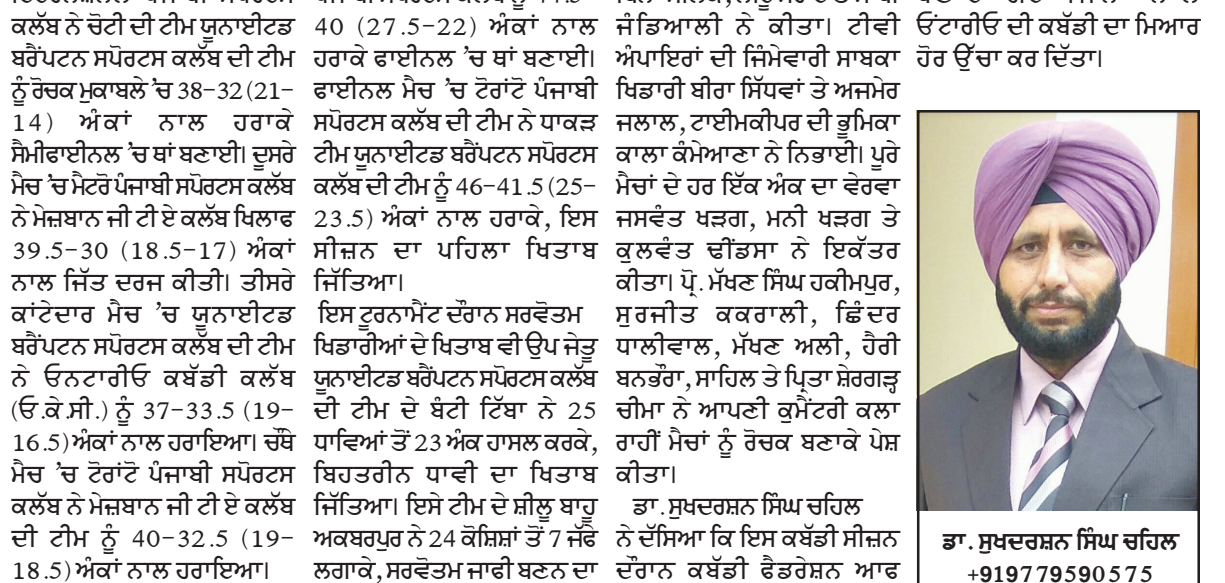 ਕਲੱਬ ਨੇ ਚੋਟੀ ਦੀ ਟੀਮ ਯੂਨਾਈਟਡ
ਬਰੈਂਪਟਨ ਸਪੋਰਟਸ ਕਲੱਬ ਦੀ ਟੀਮ
ਨੂੰ ਰੋਚਕ ਮੁਕਾਬਲੇ ’ਚ 38-32 (21-
14) ਅੰਕਾਂ ਨਾਲ ਹਰਾਕੇ
ਸੈਮੀਫਾਈਨਲ ’ਚ ਥਾਂ ਬਣਾਈ। ਦੂਸਰੇ
ਮੈਚ ’ਚ ਮੈਟਰੋ ਪੰਜਾਬੀ ਸਪੋਰਟਸ ਕਲੱਬ
ਨੇ ਮੇਜ਼ਬਾਨ ਜੀ ਟੀ ਏ ਕਲੱਬ ਖਿਲਾਫ
39.5-30 (18.5-17) ਅੰਕਾਂ
ਨਾਲ ਜਿੱਤ ਦਰਜ ਕੀਤੀ। ਤੀਸਰੇ
ਕਾਂਟੇਦਾਰ ਮੈਚ ’ਚ ਯੂਨਾਈਟਡ
ਬਰੈਂਪਟਨ ਸਪੋਰਟਸ ਕਲੱਬ ਦੀ ਟੀਮ
ਨੇ ਓਨਟਾਰੀਓ ਕਬੱਡੀ ਕਲੱਬ
(ਓ.ਕੇ.ਸੀ.) ਨੂੰ 37-33.5 (19-
16.5) ਅੰਕਾਂ ਨਾਲ ਹਰਾਇਆ। ਚੌਥੇ
ਮੈਚ ’ਚ ਟੋਰਾਂਟੋ ਪੰਜਾਬੀ ਸਪੋਰਟਸ
ਕਲੱਬ ਨੇ ਮੇਜ਼ਬਾਨ ਜੀ ਟੀ ਏ ਕਲੱਬ
ਦੀ ਟੀਮ ਨੂੰ 40-32.5 (19-
18.5) ਅੰਕਾਂ ਨਾਲ ਹਰਾਇਆ।
40 (27.5-22) ਅੰਕਾਂ ਨਾਲ
ਹਰਾਕੇ ਫਾਈਨਲ ’ਚ ਥਾਂ ਬਣਾਈ।
ਫਾਈਨਲ ਮੈਚ ’ਚ ਟੋਰਾਂਟੋ ਪੰਜਾਬੀ
ਸਪੋਰਟਸ ਕਲੱਬ ਦੀ ਟੀਮ ਨੇ ਧਾਕੜ
ਟੀਮ ਯੂਨਾਈਟਡ ਬਰੈਂਪਟਨ ਸਪੋਰਟਸ
ਕਲੱਬ ਦੀ ਟੀਮ ਨੂੰ 46-41.5 (25-
23.5) ਅੰਕਾਂ ਨਾਲ ਹਰਾਕੇ, ਇਸ
ਸੀਜ਼ਨ ਦਾ ਪਹਿਲਾ ਖਿਤਾਬ
ਜਿੱਤਿਆ।
ਇਸ ਟੂਰਨਾਮੈਂਟ ਦੌਰਾਨ ਸਰਵੋਤਮ
ਖਿਡਾਰੀਆਂ ਦੇ ਖਿਤਾਬ ਵੀ ਉਪ ਜੇਤੂ
ਯੂਨਾਈਟਡ ਬਰੈਂਪਟਨ ਸਪੋਰਟਸ ਕਲੱਬ
ਦੀ ਟੀਮ ਦੇ ਬੰਟੀ ਟਿੱਬਾ ਨੇ 25
ਧਾਵਿਆਂ ਤੋਂ 23 ਅੰਕ ਹਾਸਲ ਕਰਕੇ,
ਬਿਹਤਰੀਨ ਧਾਵੀ ਦਾ ਖਿਤਾਬ
ਜਿੱਤਿਆ। ਇਸੇ ਟੀਮ ਦੇ ਸ਼ੀਲੂ ਬਾਹੂ
ਅਕਬਰਪੁਰ ਨੇ 24 ਕੋਸ਼ਿਸ਼ਾਂ ਤੋਂ 7 ਜੱਫੇ
ਲਗਾਕੇ, ਸਰਵੋਤਮ ਜਾਫੀ ਬਣਨ ਦਾ
ਜੰਡਿਆਲੀ ਨੇ ਕੀਤਾ। ਟੀਵੀ
ਅੰਪਾਇਰਾਂ ਦੀ ਜਿੰਮੇਵਾਰੀ ਸਾਬਕਾ
ਖਿਡਾਰੀ ਬੀਰਾ ਸਿੱਧਵਾਂ ਤੇ ਅਜਮੇਰ
ਜਲਾਲ, ਟਾਈਮਕੀਪਰ ਦੀ ਭੂਮਿਕਾ
ਕਾਲਾ ਕੰਮੇਆਣਾ ਨੇ ਨਿਭਾਈ। ਪੂਰੇ
ਮੈਚਾਂ ਦੇ ਹਰ ਇੱਕ ਅੰਕ ਦਾ ਵੇਰਵਾ
ਜਸਵੰਤ ਖੜਗ, ਮਨੀ ਖੜਗ ਤੇ
ਕੁਲਵੰਤ ਢੀਂਡਸਾ ਨੇ ਇਕੱਤਰ
ਕੀਤਾ। ਪ੍ਰੋ. ਮੱਖਣ ਸਿੰਘ ਹਕੀਮਪੁਰ,
ਸੁਰਜੀਤ ਕਕਰਾਲੀ, ਛਿੰਦਰ
ਧਾਲੀਵਾਲ, ਮੱਖਣ ਅਲੀ, ਹੈਰੀ
ਬਨਭੌਰਾ, ਸਾਹਿਲ ਤੇ ਪ੍ਰਿਤਾ ਸ਼ੇਰਗੜ੍ਹ
ਚੀਮਾ ਨੇ ਆਪਣੀ ਕੁਮੈਂਟਰੀ ਕਲਾ
ਰਾਹੀਂ ਮੈਚਾਂ ਨੂੰ ਰੋਚਕ ਬਣਾਕੇ ਪੇਸ਼
ਕੀਤਾ।
ਡਾ. ਸੁਖਦਰਸ਼ਨ ਸਿੰਘ ਚਹਿਲ
ਨੇ ਦੱਸਿਆ ਕਿ ਇਸ ਕਬੱਡੀ ਸੀਜ਼ਨ
ਦੌਰਾਨ ਕਬੱਡੀ ਫੈਡਰੇਸ਼ਨ ਆਫ
ਓਂਟਾਰੀਓ ਦੀ ਕਬੱਡੀ ਦਾ ਮਿਆਰ
ਹੋਰ ਉੱਚਾ ਕਰ ਦਿੱਤਾ।
ਡਾ. ਸੁਖਦਰਸ਼ਨ ਸਿੰਘ ਚਹਿਲ
+919779590575